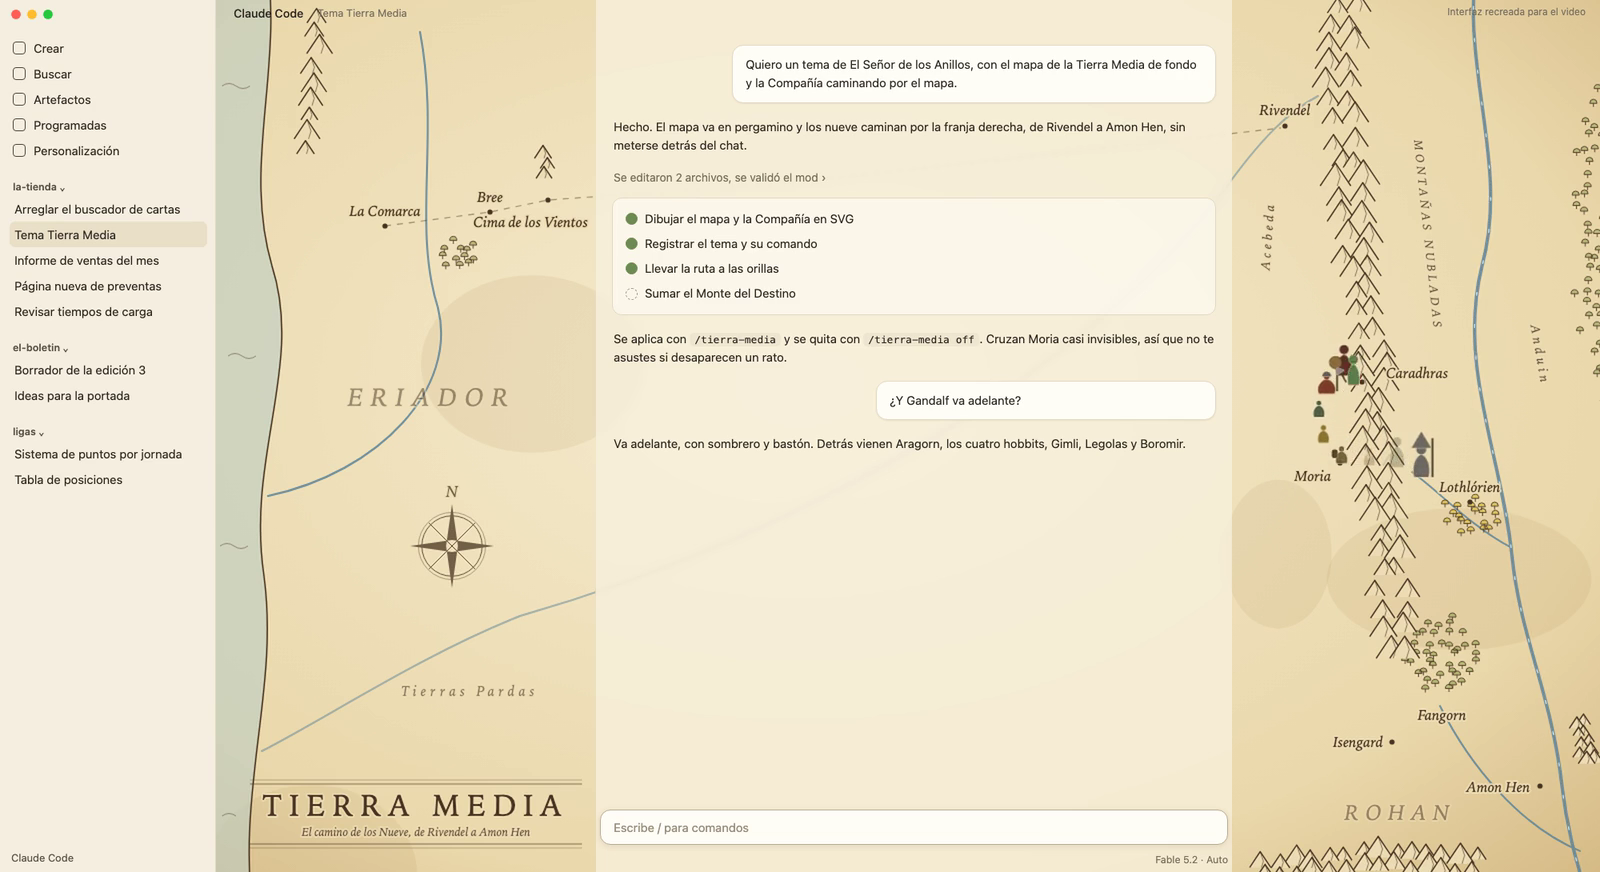 Claude Code
Tema Tierra Media
Interfaz recreada para el video
Crear
Buscar
Artefactos
Programadas
Personalización
la-tienda
Arreglar el buscador de cartas
Tema Tierra Media
Informe de ventas del mes
Página nueva de preventas
Revisar tiempos de carga
el-boletin
Borrador de la edición 3
Ideas para la portada
ligas
Sistema de puntos por jornada
Tabla de posiciones
Claude Code
La Comarca
Bree
Cima de los Vientos
ERIADOR
N
Tierras Pardas
TIERRA MEDIA
El camino de los Nueve, de Rivendel a Amon Hen
Quiero un tema de El Señor de los Anillos, con el mapa de la Tierra Media de fondo
y la Compañía caminando por el mapa.
Hecho. El mapa va en pergamino y los nueve caminan por la franja derecha, de Rivendel a Amon Hen, sin
meterse detrás del chat.
Se editaron 2 archivos, se validó el mod ›
Dibujar el mapa y la Compañía en SVG
Registrar el tema y su comando
Llevar la ruta a las orillas
Sumar el Monte del Destino
Se aplica con /tierra-media y se quita con /tierra-media off. Cruzan Moria casi invisibles, así que no te
asustes si desaparecen un rato.
¿Y Gandalf va adelante?
Va adelante, con sombrero y bastón. Detrás vienen Aragorn, los cuatro hobbits, Gimli, Legolas y Boromir.
Escribe / para comandos
Fable 5.2 · Auto
Rivendel
Acebeda
MONTAÑAS NUBLADAS
Anduin
Caradhras
Moria
Lothlórien
Fangorn
Isengard
Amon Hen
ROHAN